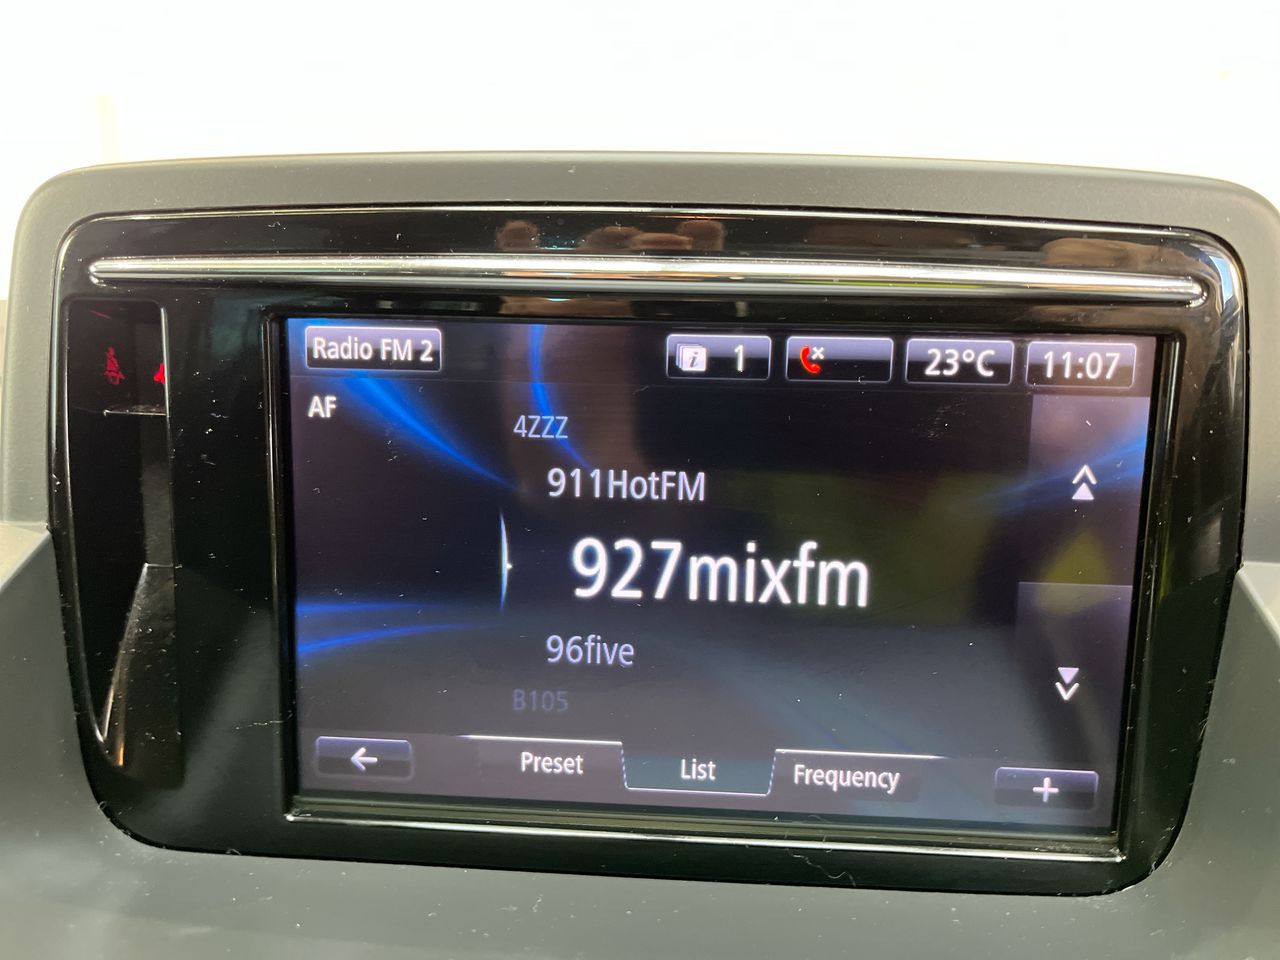 Radio FM 2
1
23°C
11:07
AF
4ZZZ
911HotFM
927mixfm
96five
B105
Preset
List
Frequency